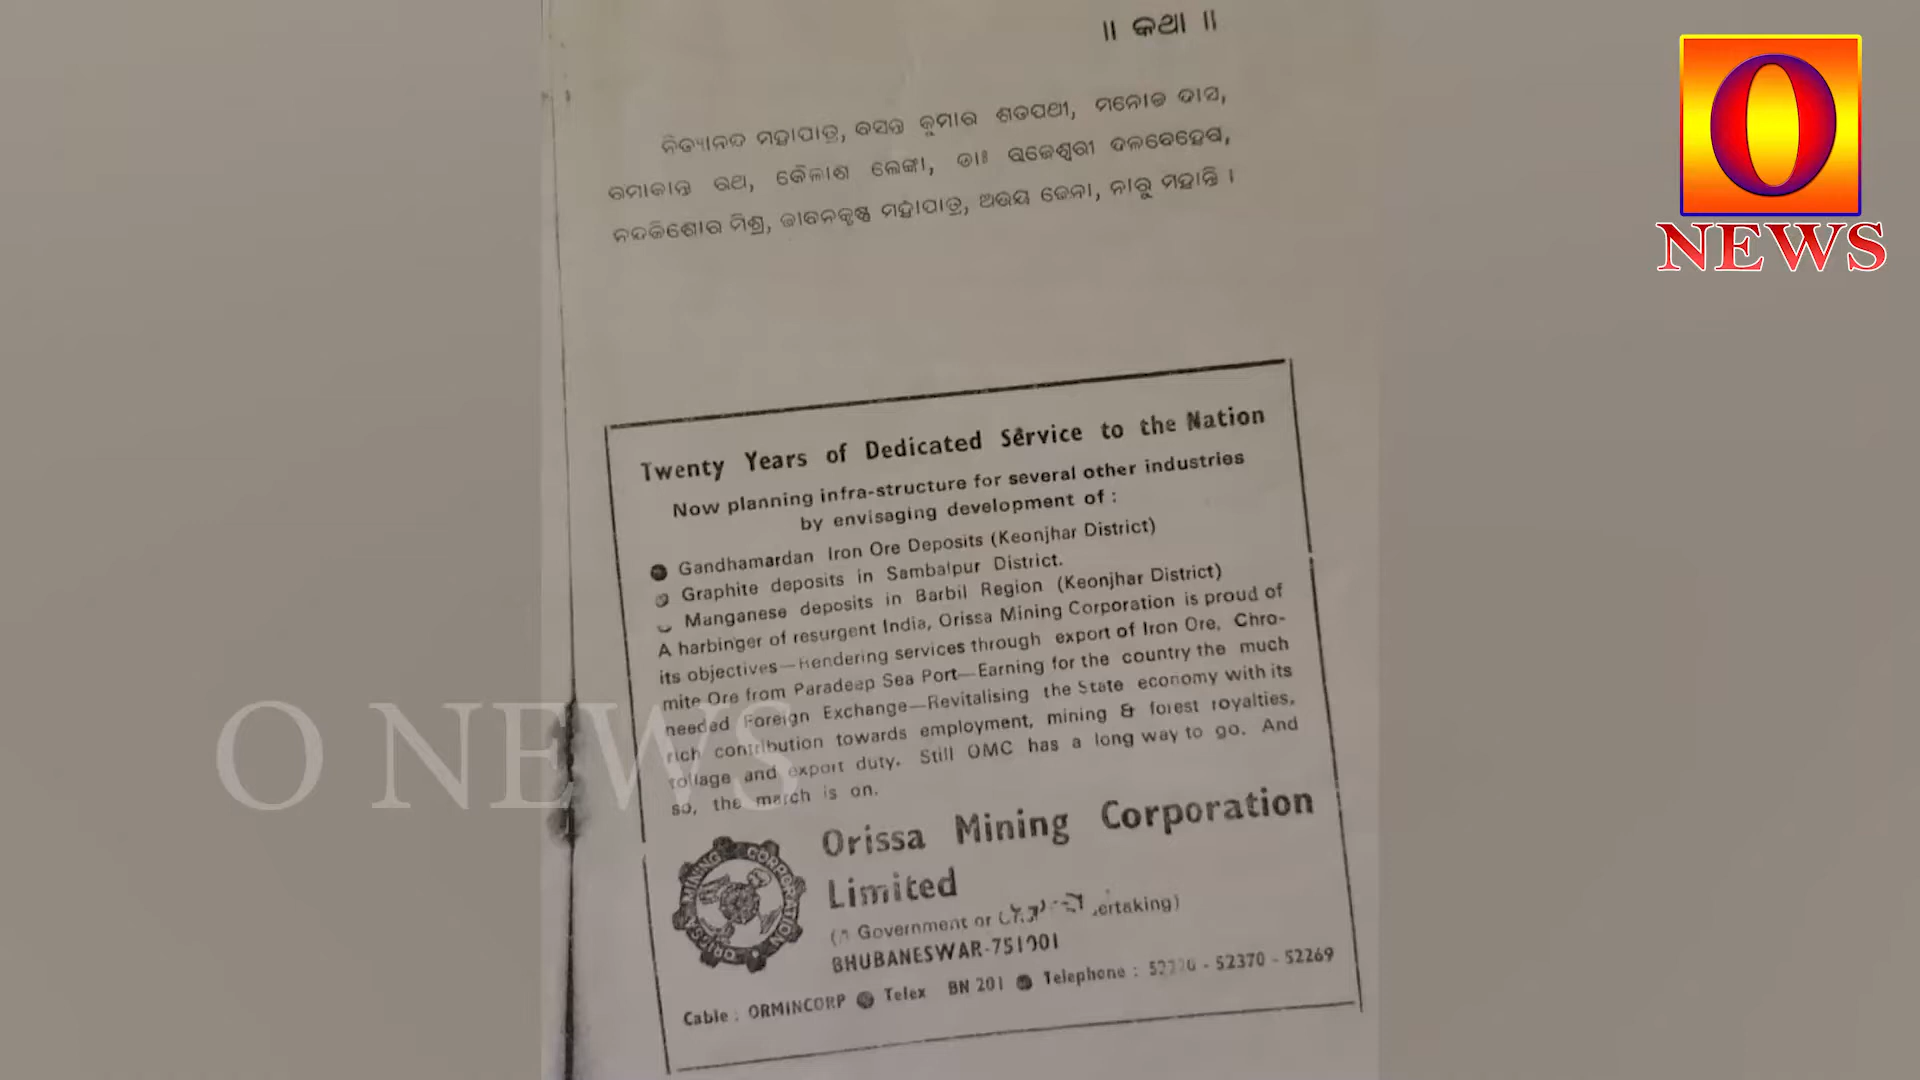 ॥ କଥା ॥
ନିତ୍ୟାନନ୍ଦ ମହାପାତ୍ର, ବସନ୍ତ କୁମାର ଶତପଥୀ, ମନୋଜ ଦାସ,
ରମାକାନ୍ତ ରଥ, କୈଳାଶ ଲେଙ୍କା, ଡାଃ ରାଜେଶ୍ୱରୀ ଦଳବେହେରା,
ନନ୍ଦକିଶୋର ମିଶ୍ର, ଜୀବନକୃଷ୍ଣ ମହାପାତ୍ର, ଅଭୟ ଜେନା, ନାରୁ ମହାନ୍ତି ।
Twenty Years of Dedicated Service to the Nation
Now planning infra-structure for several other industries
by envisaging development of :
Gandhamardan Iron Ore Deposits (Keonjhar District)
Graphite deposits in Sambalpur District.
Manganese deposits in Barbil Region (Keonjhar District)
A harbinger of resurgent India, Orissa Mining Corporation is proud of
its objectives—Rendering services through export of Iron Ore, Chro-
mite Ore from Paradeep Sea Port—Earning for the country the much
needed Foreign Exchange—Revitalising the State economy with its
rich contribution towards employment, mining & forest royalties,
and export duty. Still OMC has a long way to go. And
so, the march is on.
ORISSA MINING CORPORATION
Orissa Mining Corporation
Limited
(A Government
BHUBANESWAR-751001
Cable : ORMINCORP Telex BN 201 Telephone : 52370 - 52269
O NEWS
O
NEWS